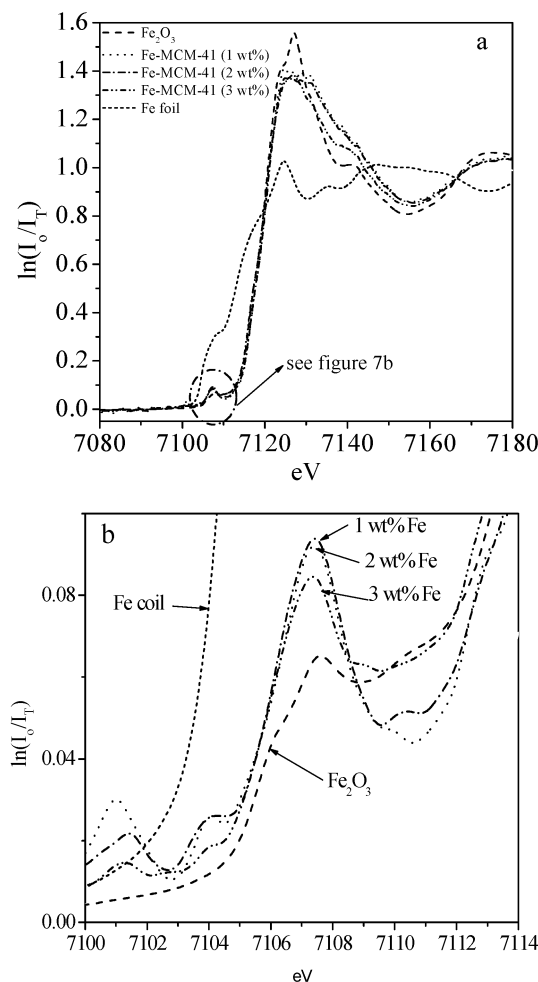 a
Fe2O3
Fe-MCM-41 (1 wt%)
Fe-MCM-41 (2 wt%)
Fe-MCM-41 (3 wt%)
Fe foil
1.6
1.4
1.2
1.0
0.8
0.6
0.4
0.2
0.0
ln(Io/IT)
see figure 7b
7080 7100 7120 7140 7160 7180
eV
b
1 wt%Fe
2 wt%Fe
3 wt%Fe
Fe coil
Fe2O3
0.08
0.04
0.00
ln(Io/IT)
7100 7102 7104 7106 7108 7110 7112 7114
eV